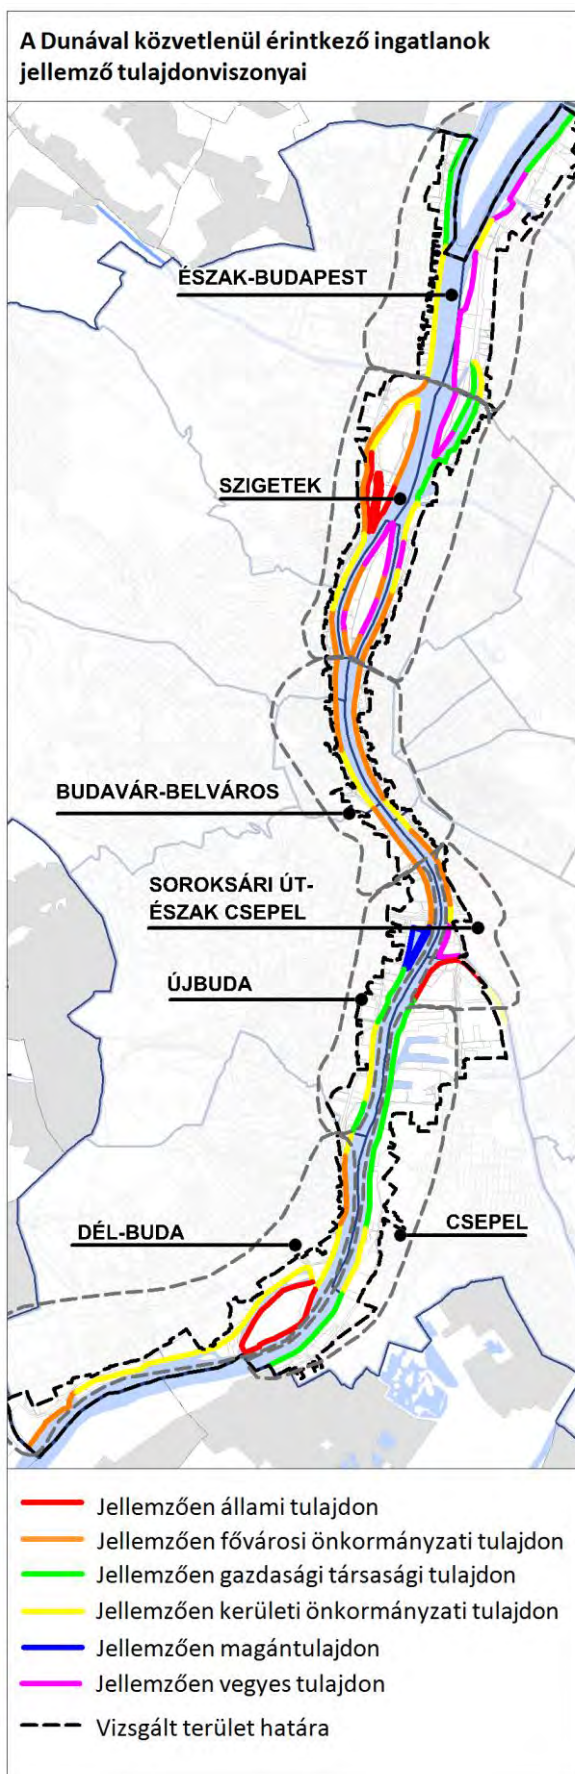 A Dunával közvetlenül érintkező ingatlanok
jellemző tulajdonviszonyai
ÉSZAK-BUDAPEST
SZIGETEK
BUDAVÁR-BELVÁROS
SOROKSÁRI ÚT-
ÉSZAK CSEPEL
ÚJBUDA
DÉL-BUDA
CSEPEL
Jellemzően állami tulajdon
Jellemzően fővárosi önkormányzati tulajdon
Jellemzően gazdasági társasági tulajdon
Jellemzően kerületi önkormányzati tulajdon
Jellemzően magántulajdon
Jellemzően vegyes tulajdon
Vizsgált terület határa